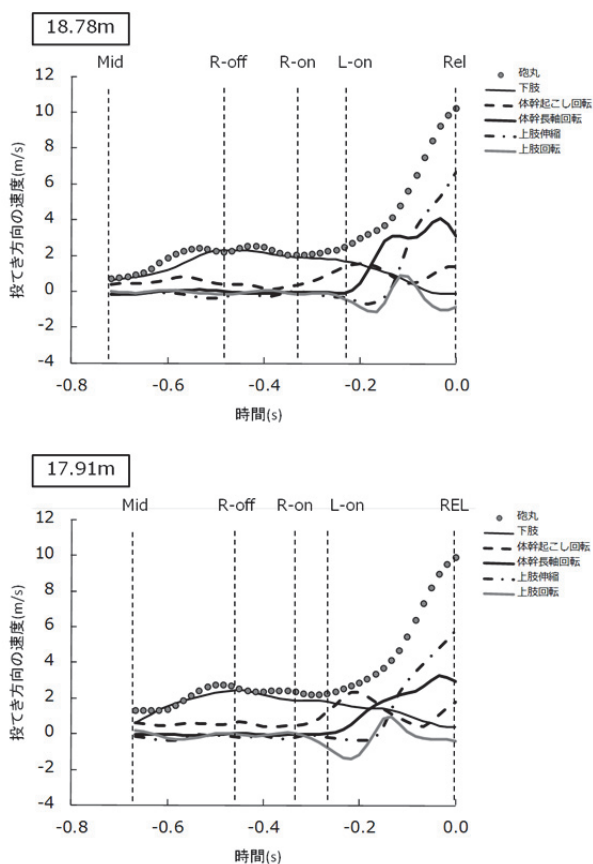 18.78m
Mid R-off R-on L-on Rel
12
10
8
6
4
2
0
-2
-4
投てき方向の速度(m/s)
-0.8 -0.6 -0.4 -0.2 0.0
時間(s)
砲丸
下肢
体幹起こし回転
体幹長軸回転
上肢伸縮
上肢回転
17.91m
Mid R-off R-on L-on REL
12
10
8
6
4
2
0
-2
-4
投てき方向の速度(m/s)
-0.8 -0.6 -0.4 -0.2 0.0
時間(s)
砲丸
下肢
体幹起こし回転
体幹長軸回転
上肢伸縮
上肢回転